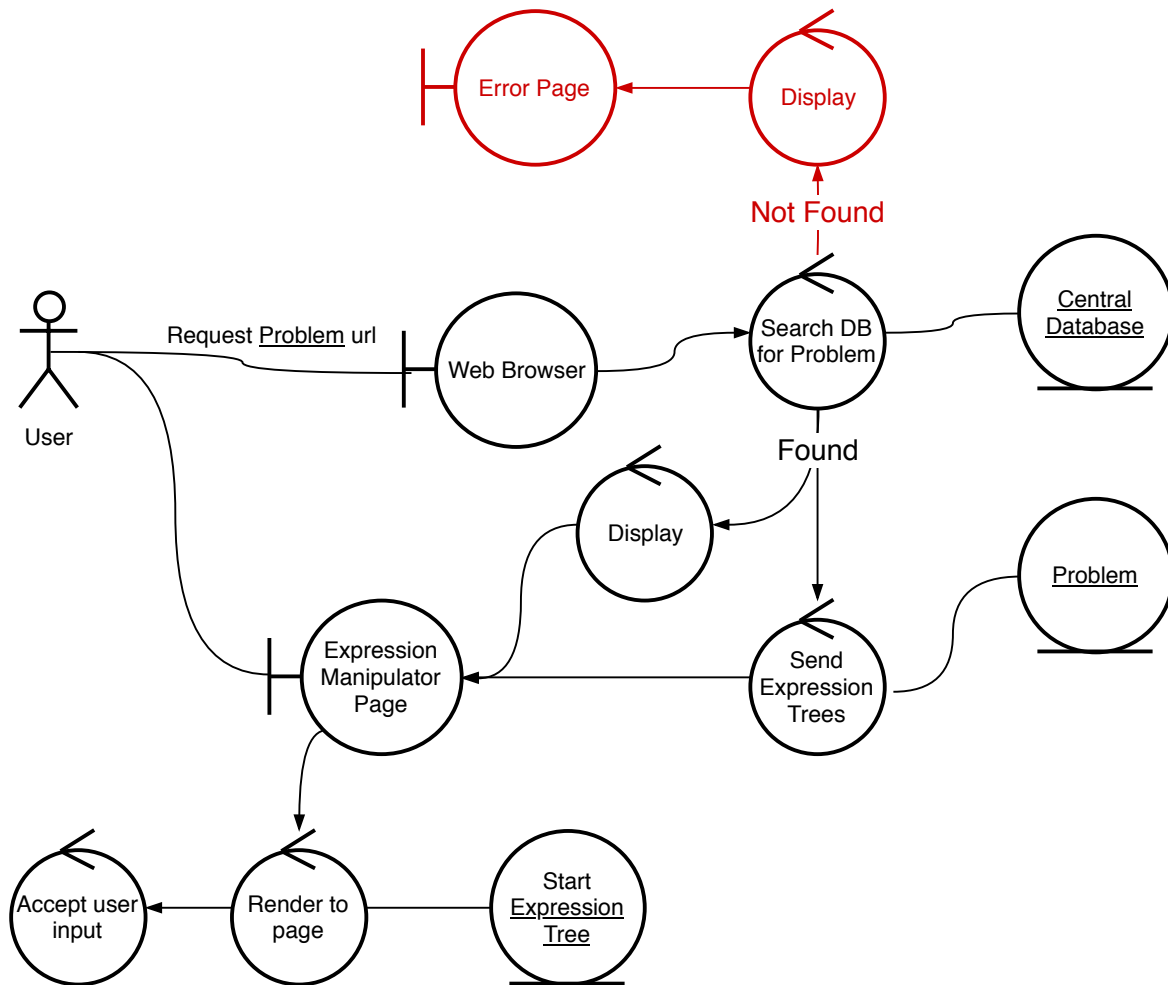 Error Page
Display
Not Found
Request Problem url
Web Browser
Search DB
for Problem
Central
Database
User
Found
Display
Problem
Expression
Manipulator
Page
Send
Expression
Trees
Accept user
input
Render to
page
Start
Expression
Tree